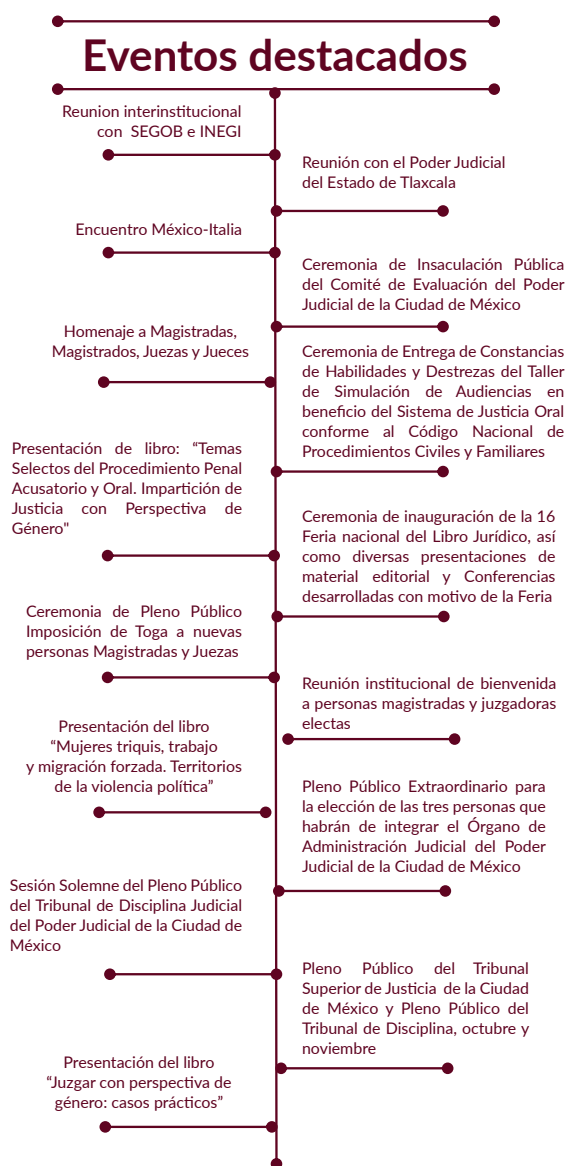 Eventos destacados
Reunion interinstitucional
con SEGOB e INEGI
Reunión con el Poder Judicial
del Estado de Tlaxcala
Encuentro México-Italia
Ceremonia de Insaculación Pública
del Comité de Evaluación del Poder
Judicial de la Ciudad de México
Homenaje a Magistradas,
Magistrados, Juezas y Jueces
Ceremonia de Entrega de Constancias
de Habilidades y Destrezas del Taller
de Simulación de Audiencias en
beneficio del Sistema de Justicia Oral
conforme al Código Nacional de
Procedimientos Civiles y Familiares
Presentación de libro: “Temas
Selectos del Procedimiento Penal
Acusatorio y Oral. Impartición de
Justicia con Perspectiva de
Género"
Ceremonia de inauguración de la 16
Feria nacional del Libro Jurídico, así
como diversas presentaciones de
material editorial y Conferencias
desarrolladas con motivo de la Feria
Ceremonia de Pleno Público
Imposición de Toga a nuevas
personas Magistradas y Juezas
Reunión institucional de bienvenida
a personas magistradas y juzgadoras
electas
Presentación del libro
“Mujeres triquis, trabajo
y migración forzada. Territorios
de la violencia política”
Pleno Público Extraordinario para
la elección de las tres personas que
habrán de integrar el Órgano de
Administración Judicial del Poder
Judicial de la Ciudad de México
Sesión Solemne del Pleno Público
del Tribunal de Disciplina Judicial
del Poder Judicial de la Ciudad de
México
Pleno Público del Tribunal
Superior de Justicia de la Ciudad
de México y Pleno Público del
Tribunal de Disciplina, octubre y
noviembre
Presentación del libro
“Juzgar con perspectiva de
género: casos prácticos”